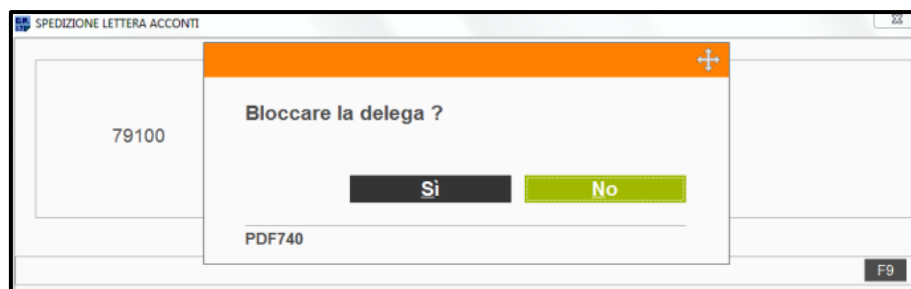 SPEDIZIONE LETTERA ACCONTI
Bloccare la delega ?
79100
Sì
No
PDF740
F9